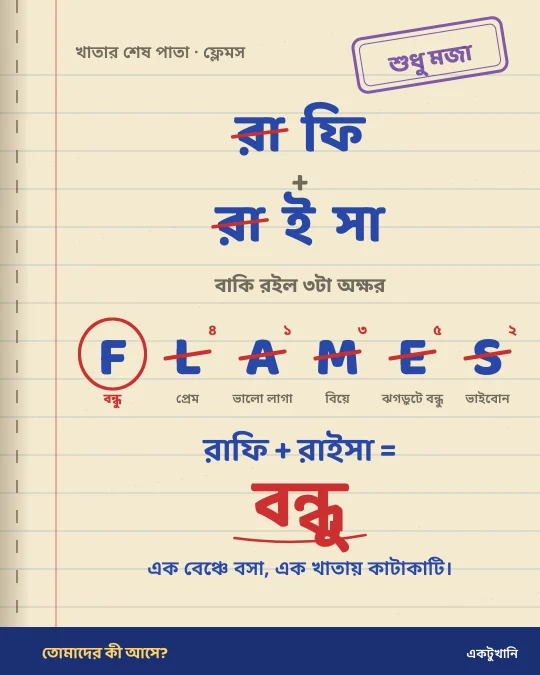 খাতার শেষ পাতা · ফ্লেমস
শুধু মজা
রা ফি
+
রা ই সা
বাকি রইল ৩টা অক্ষর
৪ ১ ৩ ৫ ২
F L A M E S
বন্ধু প্রেম ভালো লাগা বিয়ে ঝগড়ুটে বন্ধু ভাইবোন
রাফি + রাইসা =
বন্ধু
এক বেঞ্চে বসা, এক খাতায় কাটাকাটি।
তোমাদের কী আসে?
একটুখানি